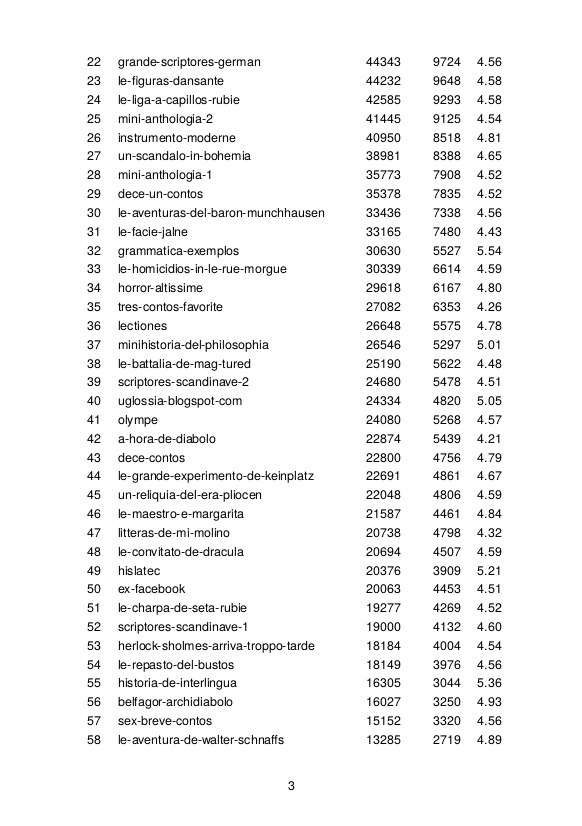 22 grande-scriptores-german 44343 9724 4.56
23 le-figuras-dansante 44232 9648 4.58
24 le-liga-a-capillos-rubie 42585 9293 4.58
25 mini-anthologia-2 41445 9125 4.54
26 instrumento-moderne 40950 8518 4.81
27 un-scandalo-in-bohemia 38981 8388 4.65
28 mini-anthologia-1 35773 7908 4.52
29 dece-un-contos 35378 7835 4.52
30 le-aventuras-del-baron-munchhausen 33436 7338 4.56
31 le-facie-jalne 33165 7480 4.43
32 grammatica-exemplos 30630 5527 5.54
33 le-homicidios-in-le-rue-morgue 30339 6614 4.59
34 horror-altissime 29618 6167 4.80
35 tres-contos-favorite 27082 6353 4.26
36 lectiones 26648 5575 4.78
37 minihistoria-del-philosophia 26546 5297 5.01
38 le-battalia-de-mag-tured 25190 5622 4.48
39 scriptores-scandinave-2 24680 5478 4.51
40 uglossia-blogspot-com 24334 4820 5.05
41 olympe 24080 5268 4.57
42 a-hora-de-diabolo 22874 5439 4.21
43 dece-contos 22800 4756 4.79
44 le-grande-experimento-de-keinplatz 22691 4861 4.67
45 un-reliquia-del-era-pliocen 22048 4806 4.59
46 le-maestro-e-margarita 21587 4461 4.84
47 litteras-de-mi-molino 20738 4798 4.32
48 le-convitato-de-dracula 20694 4507 4.59
49 hislatec 20376 3909 5.21
50 ex-facebook 20063 4453 4.51
51 le-charpa-de-seta-rubie 19277 4269 4.52
52 scriptores-scandinave-1 19000 4132 4.60
53 herlock-sholmes-arriva-troppo-tarde 18184 4004 4.54
54 le-repasto-del-bustos 18149 3976 4.56
55 historia-de-interlingua 16305 3044 5.36
56 belfagor-archidiabolo 16027 3250 4.93
57 sex-breve-contos 15152 3320 4.56
58 le-aventura-de-walter-schnaffs 13285 2719 4.89
3